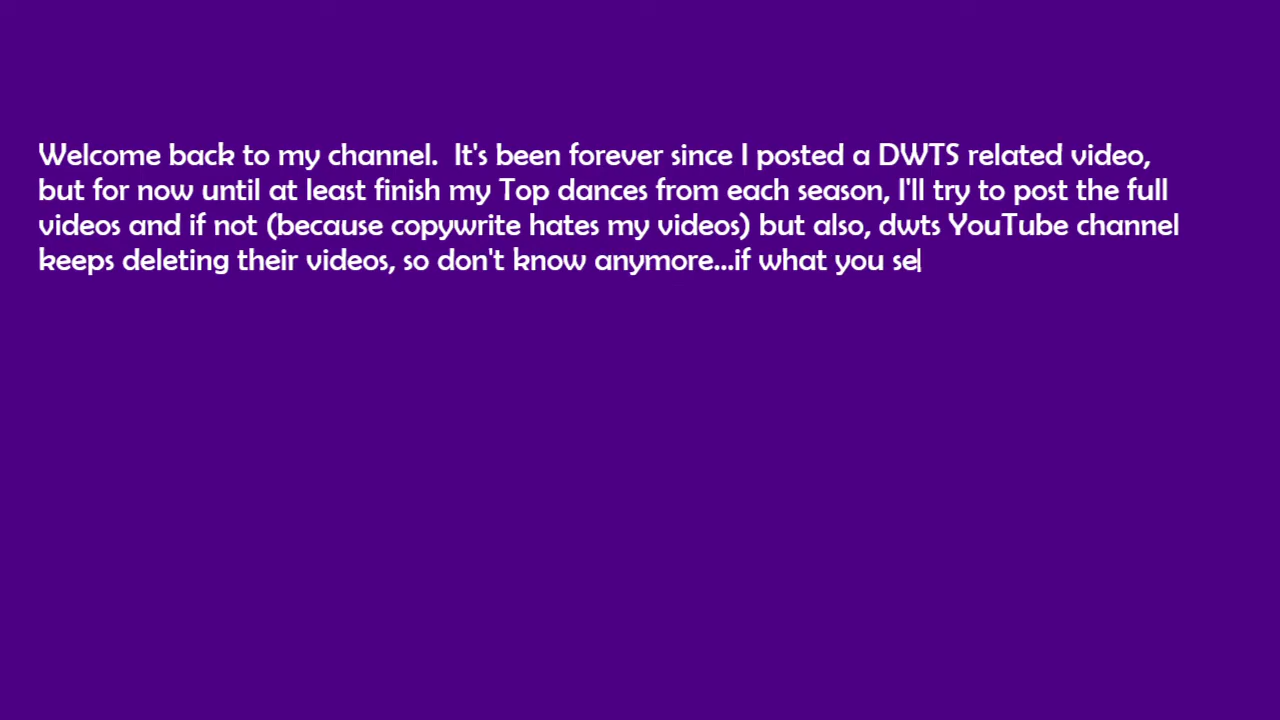 Welcome back to my channel.  It's been forever since I posted a DWTS related video,
but for now until at least finish my Top dances from each season, I'll try to post the full
videos and if not (because copywrite hates my videos) but also, dwts YouTube channel
keeps deleting their videos, so don't know anymore...if what you se